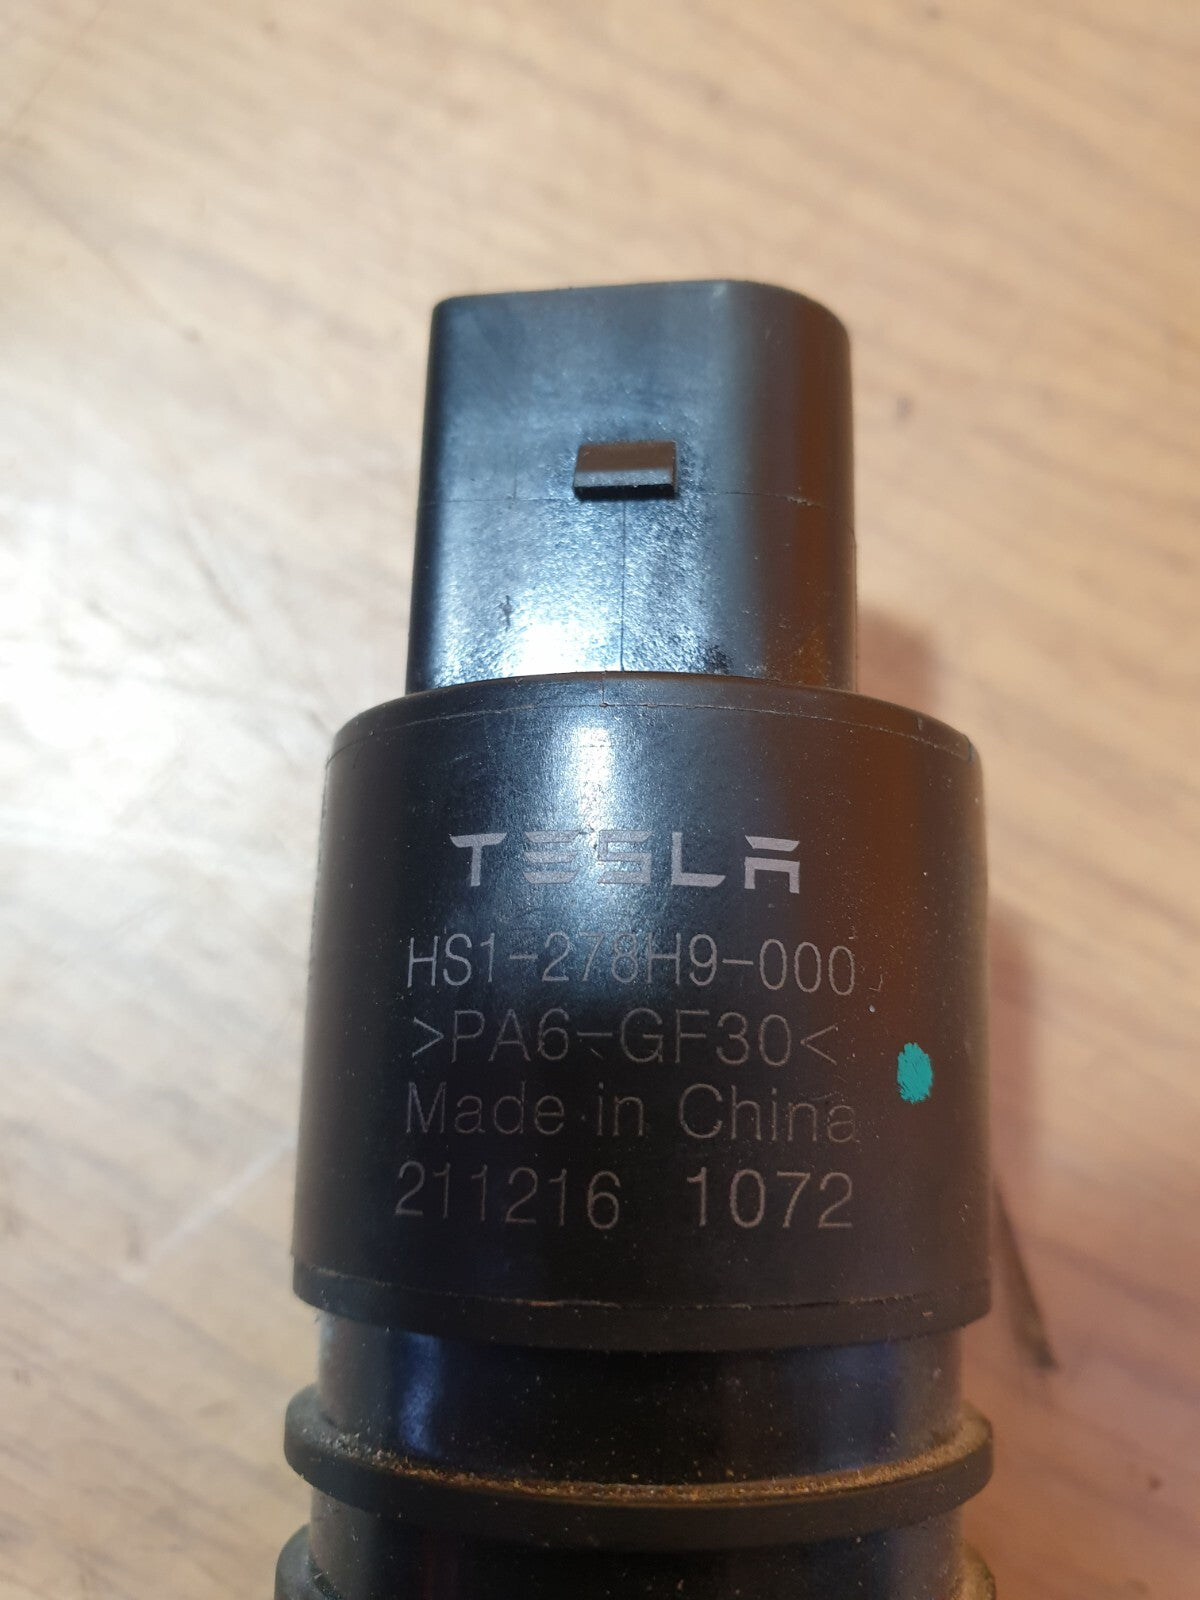 TESLA
HS1-278H9-000
>PA6-GF30<
Made in China
211216 1072